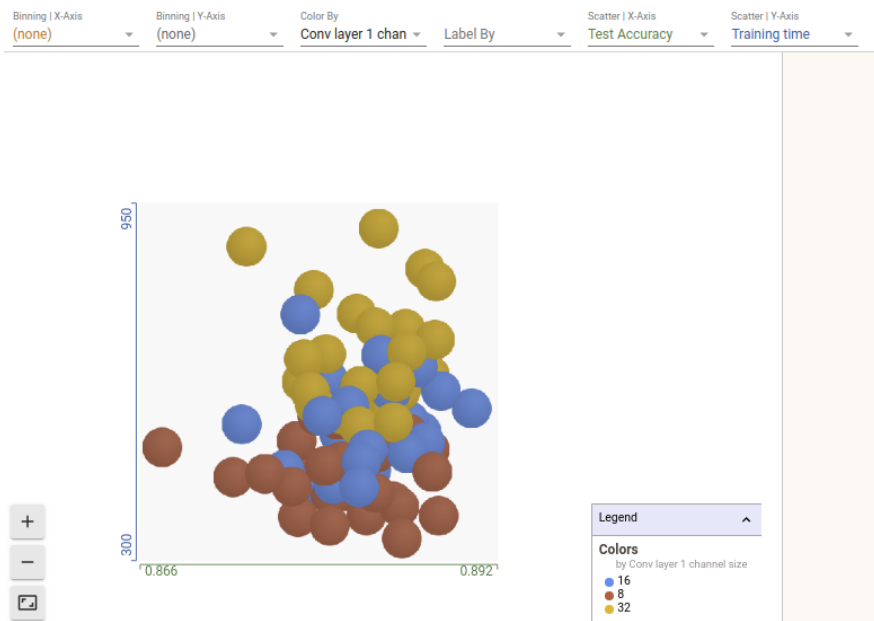 Binning | X-Axis
(none)
Binning | Y-Axis
(none)
Color By
Conv layer 1 chan
Label By
Scatter | X-Axis
Test Accuracy
Scatter | Y-Axis
Training time
950
300
0.866
0.892
Legend
Colors
by Conv layer 1 channel size
16
8
32